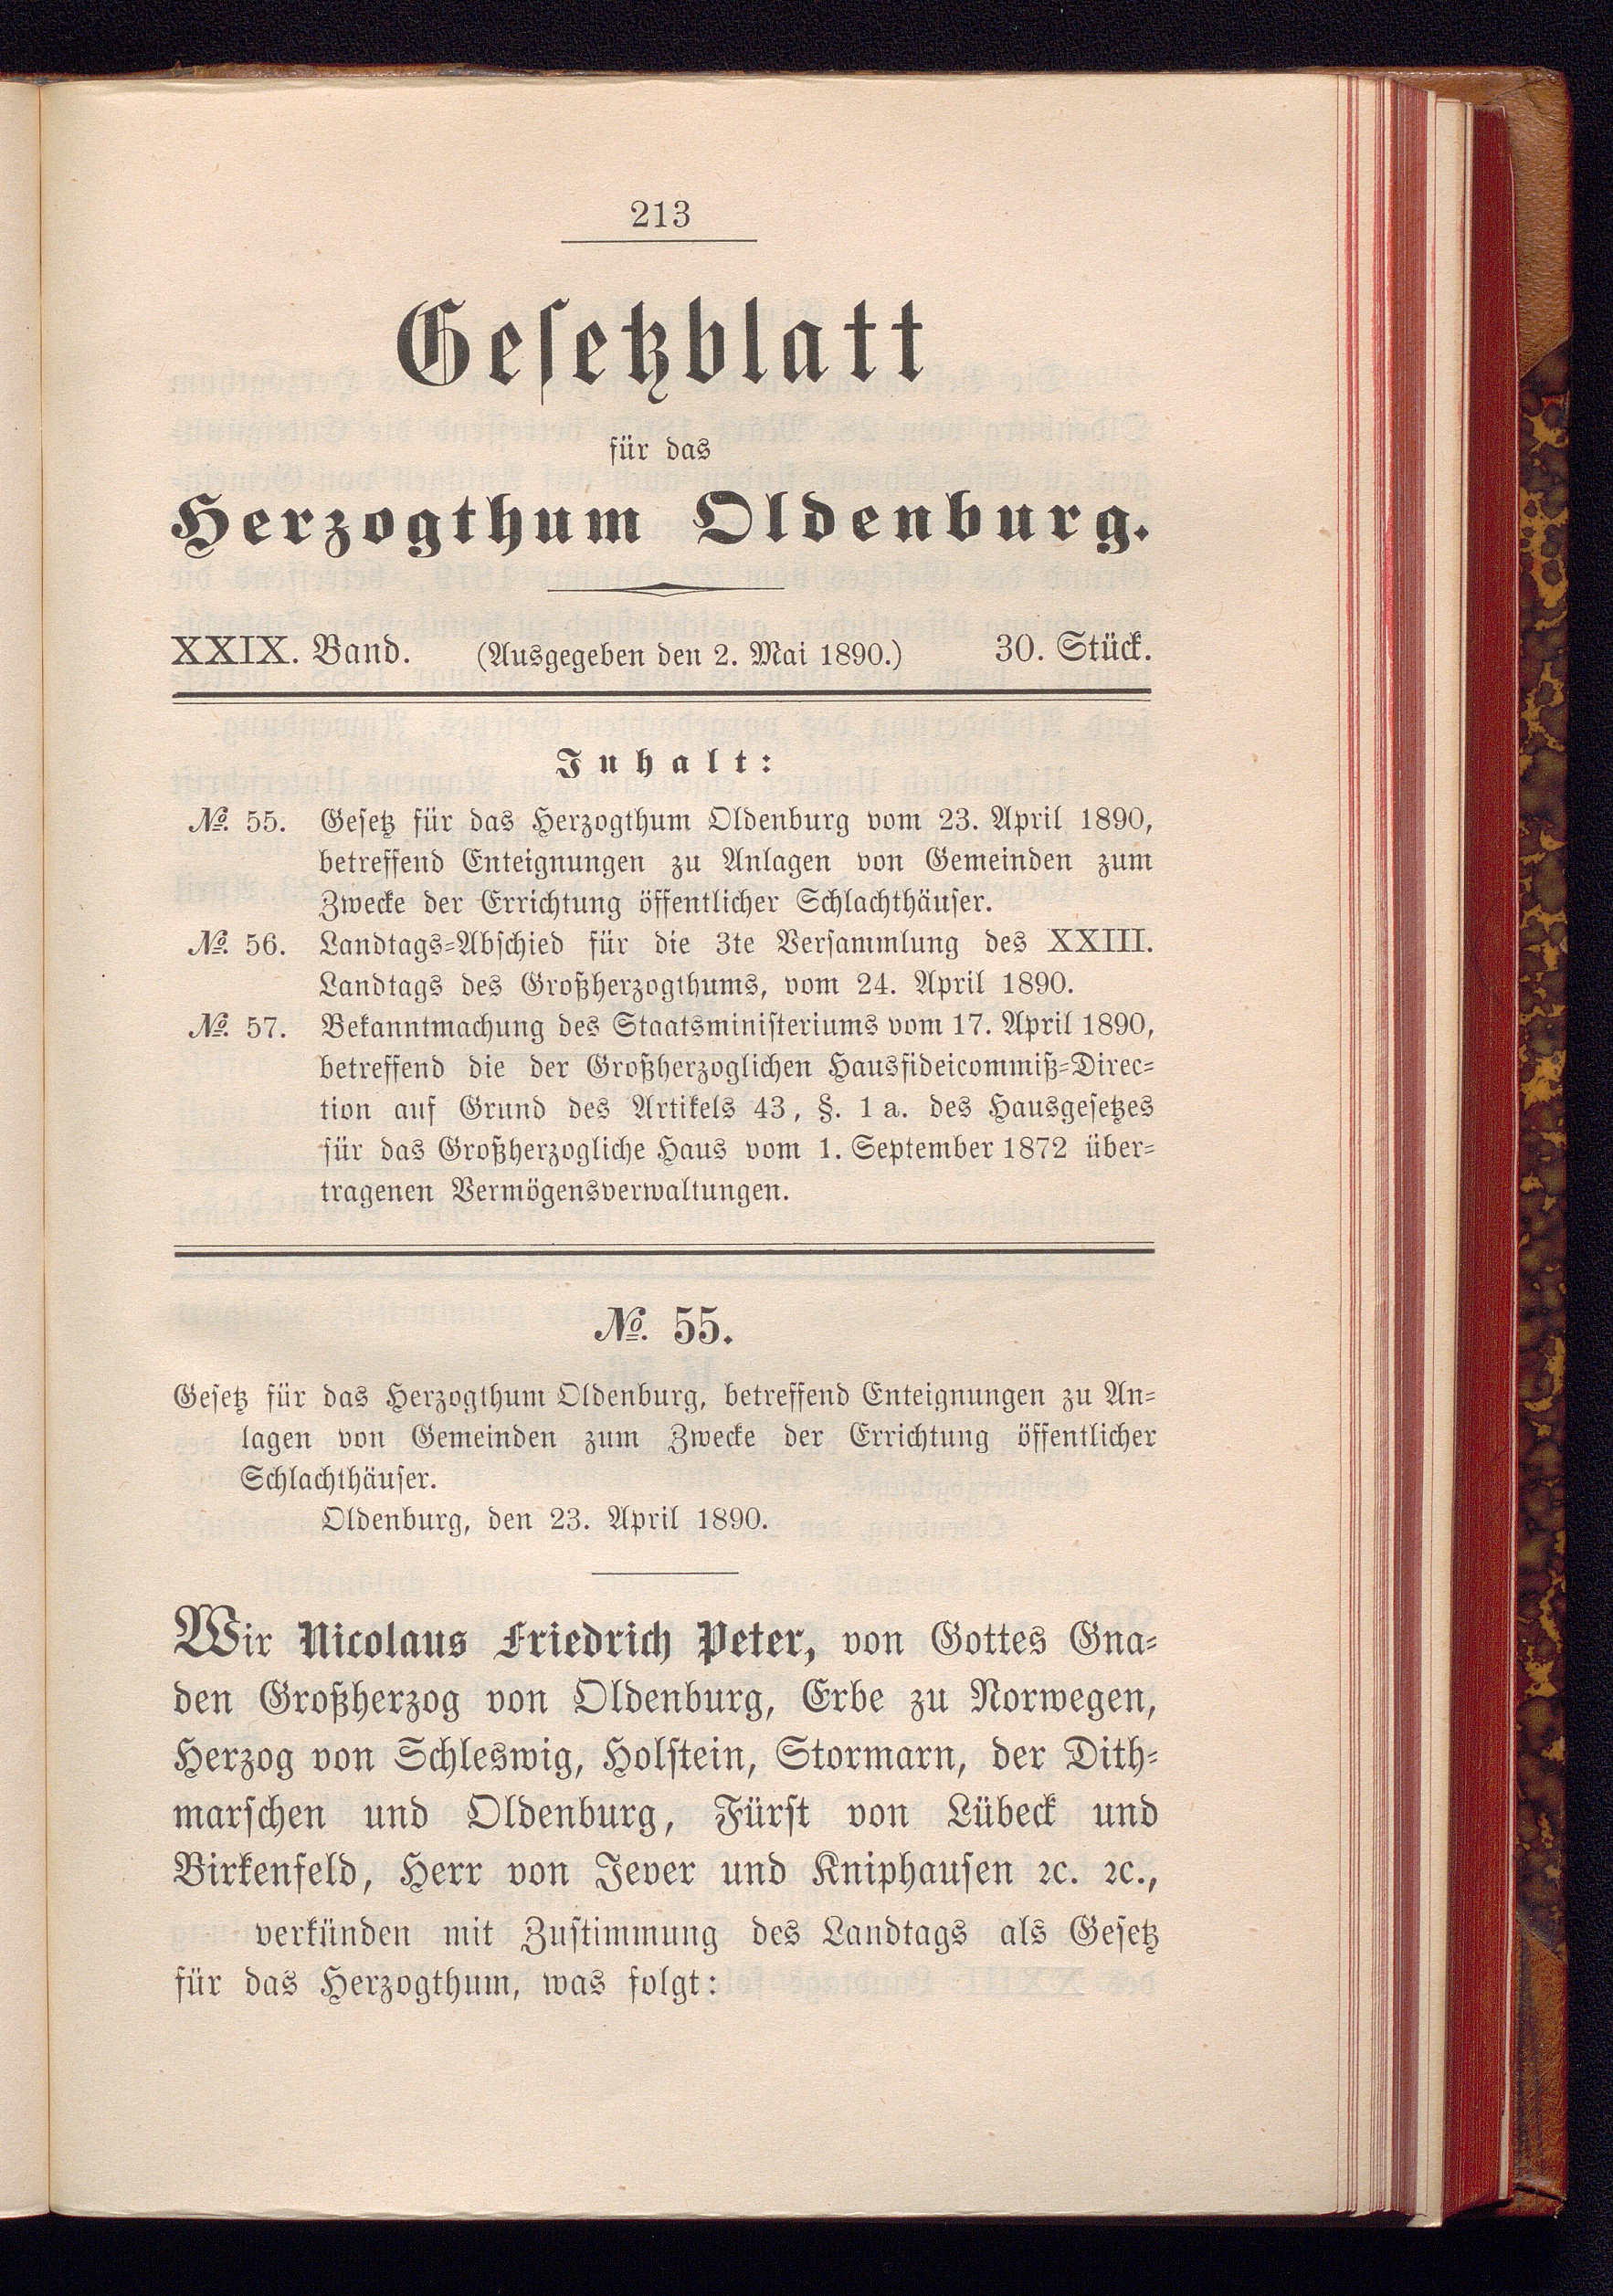 213
Gesetzblatt
für das
Herzogthum Oldenburg.
XXIX. Band. (Ausgegeben den 2. Mai 1890.) 30. Stück.
Inhalt:
№. 55. Gesetz für das Herzogthum Oldenburg vom 23. April 1890,
betreffend Enteignungen zu Anlagen von Gemeinden zum
Zwecke der Errichtung öffentlicher Schlachthäuser.
№. 56. Landtags-Abschied für die 3te Versammlung des XXIII.
Landtags des Großherzogthums, vom 24. April 1890.
№. 57. Bekanntmachung des Staatsministeriums vom 17. April 1890,
betreffend die der Großherzoglichen Hausfideicommiß-Direc-
tion auf Grund des Artikels 43, §. 1 a. des Hausgesetzes
für das Großherzogliche Haus vom 1. September 1872 über-
tragenen Vermögensverwaltungen.
№. 55.
Gesetz für das Herzogthum Oldenburg, betreffend Enteignungen zu An-
lagen von Gemeinden zum Zwecke der Errichtung öffentlicher
Schlachthäuser.
Oldenburg, den 23. April 1890.
Wir Nicolaus Friedrich Peter, von Gottes Gna-
den Großherzog von Oldenburg, Erbe zu Norwegen,
Herzog von Schleswig, Holstein, Stormarn, der Dith-
marschen und Oldenburg, Fürst von Lübeck und
Birkenfeld, Herr von Jever und Kniphausen ꝛc. ꝛc.,
verkünden mit Zustimmung des Landtags als Gesetz
für das Herzogthum, was folgt: